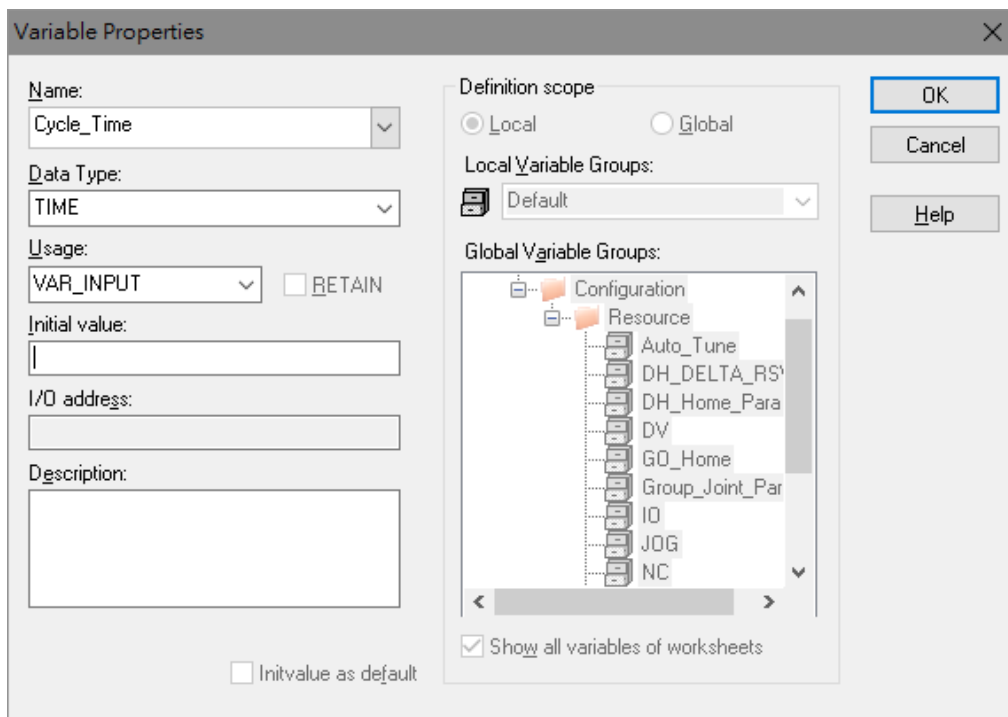 Variable Properties
Name:
Cycle_Time
Data Type:
TIME
Usage:
VAR_INPUT
RETAIN
Initial value:
I/O address:
Description:
Initvalue as default
Definition scope
Local
Global
Local Variable Groups:
Default
Global Variable Groups:
Configuration
Resource
Auto_Tune
DH_DELTA_RS
DH_Home_Para
DV
GO_Home
Group_Joint_Par
IO
JOG
NC
Show all variables of worksheets
OK
Cancel
Help